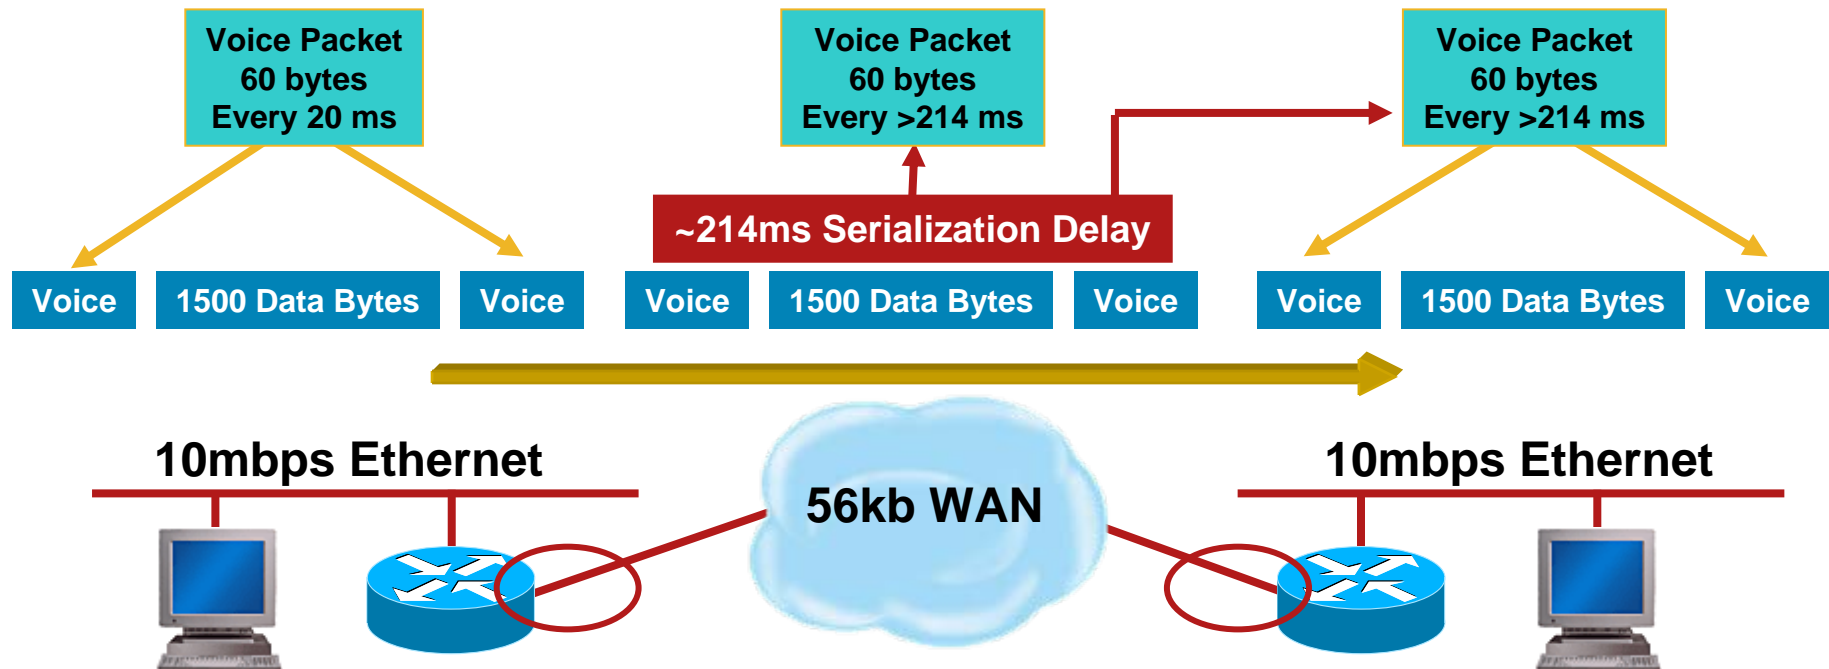 Voice Packet
60 bytes
Every 20 ms
Voice Packet
60 bytes
Every >214 ms
Voice Packet
60 bytes
Every >214 ms
~214ms Serialization Delay
Voice
1500 Data Bytes
Voice
Voice
1500 Data Bytes
Voice
Voice
1500 Data Bytes
Voice
10mbps Ethernet
56kb WAN
10mbps Ethernet